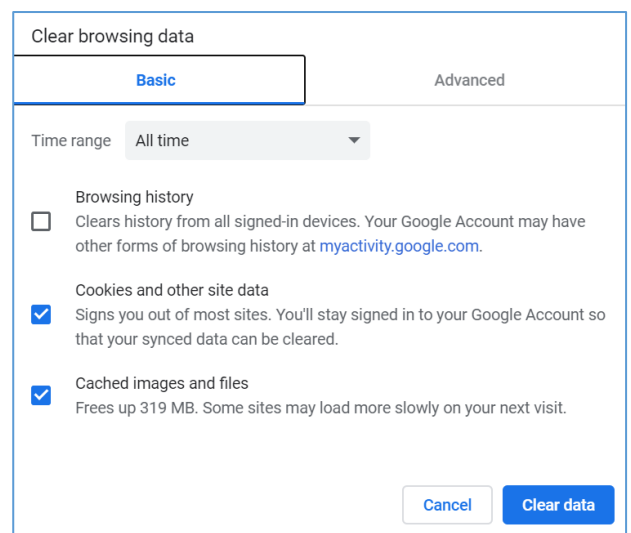 Clear browsing data
Basic
Advanced
Time range
All time
Browsing history
Clears history from all signed-in devices. Your Google Account may have
other forms of browsing history at myactivity.google.com.
Cookies and other site data
Signs you out of most sites. You'll stay signed in to your Google Account so
that your synced data can be cleared.
Cached images and files
Frees up 319 MB. Some sites may load more slowly on your next visit.
Cancel
Clear data